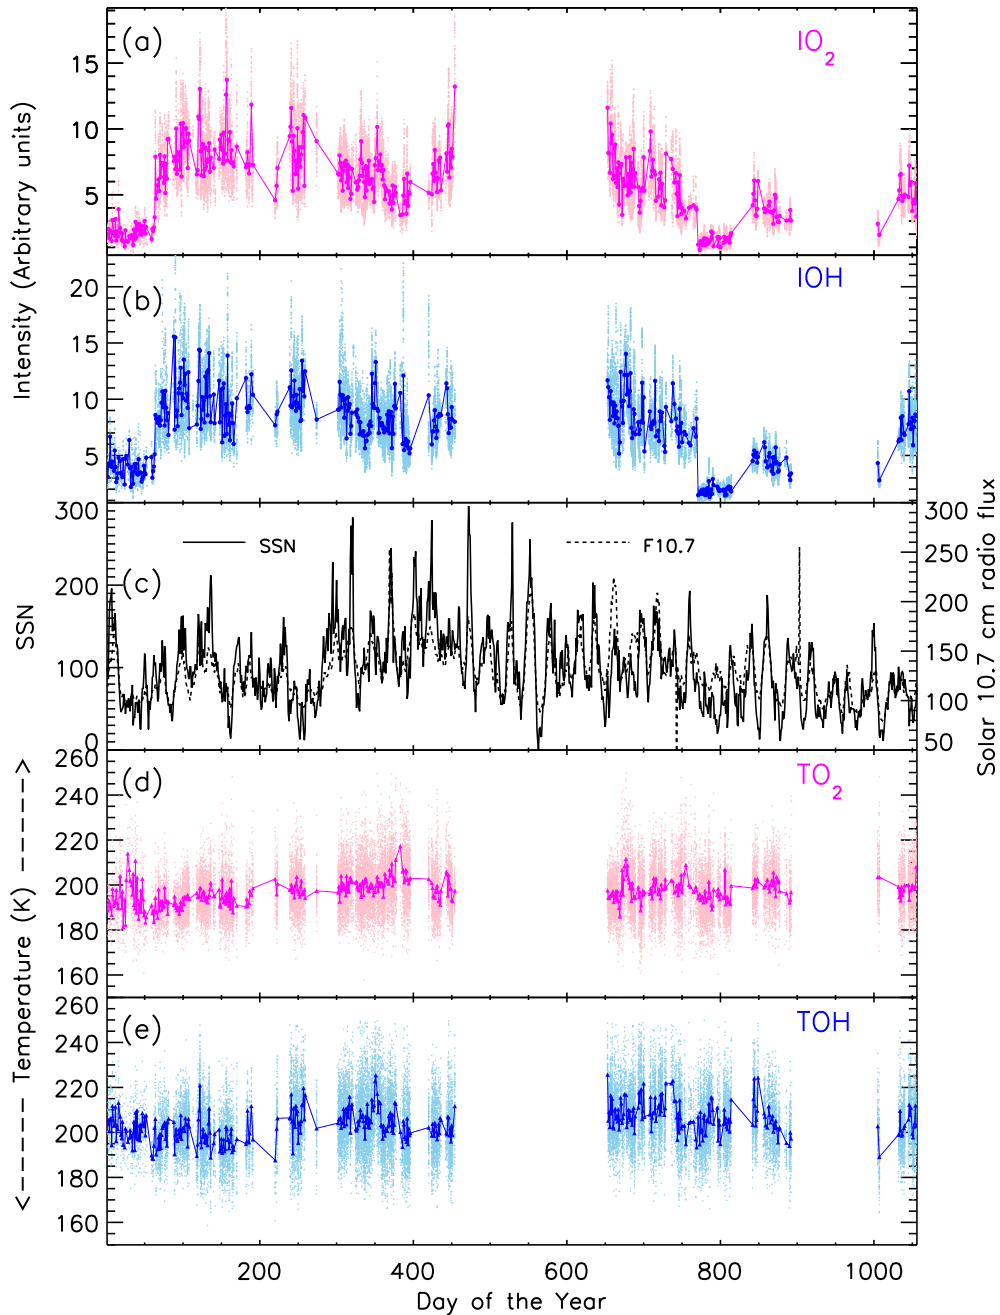 (a)
IO2
15
10
5
Intensity (Arbitrary units)
(b)
IOH
20
15
10
5
(c)
SSN
F10.7
300
200
100
0
SSN
300
250
200
150
100
50
Solar 10.7 cm radio flux
(d)
TO2
260
240
220
200
180
160
<----- Temperature (K) ----->
(e)
TOH
260
240
220
200
180
160
200
400
600
800
1000
Day of the Year